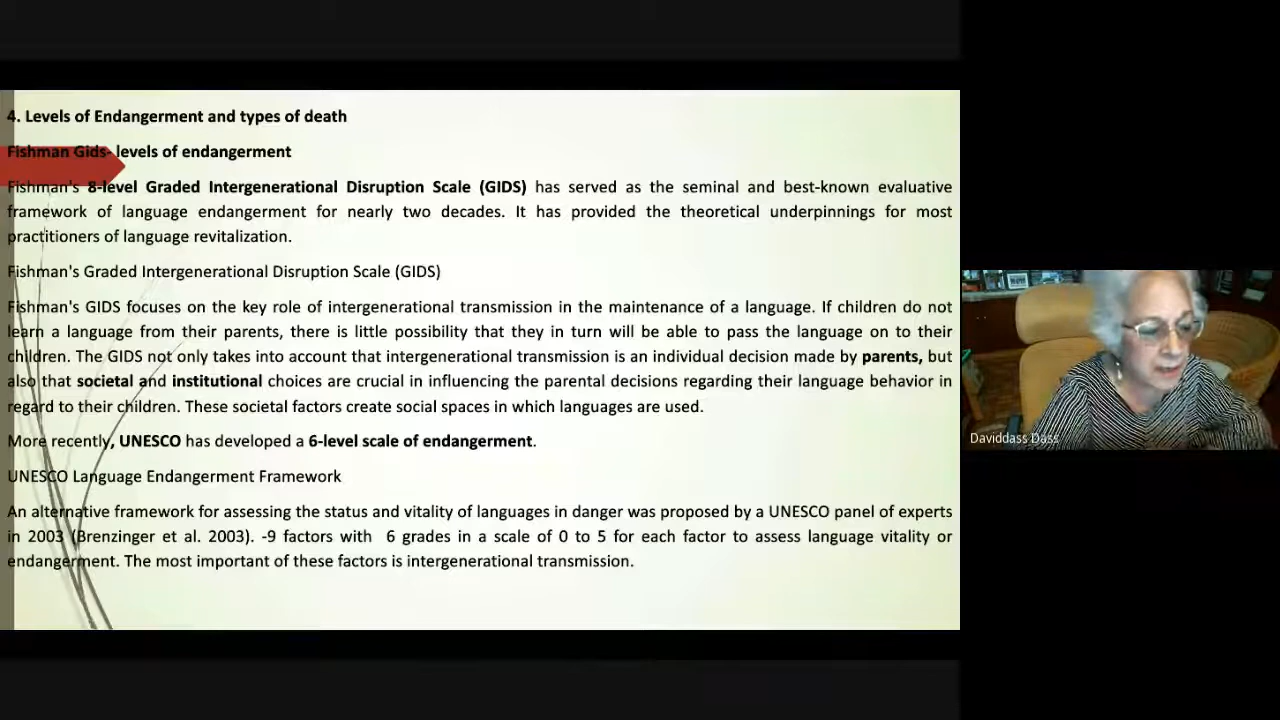 4. Levels of Endangerment and types of death
Fishman Gids- levels of endangerment
Fishman's 8-level Graded Intergenerational Disruption Scale (GIDS) has served as the seminal and best-known evaluative
framework of language endangerment for nearly two decades. It has provided the theoretical underpinnings for most
practitioners of language revitalization.
Fishman's Graded Intergenerational Disruption Scale (GIDS)
Fishman's GIDS focuses on the key role of intergenerational transmission in the maintenance of a language. If children do not
learn a language from their parents, there is little possibility that they in turn will be able to pass the language on to their
children. The GIDS not only takes into account that intergenerational transmission is an individual decision made by parents, but
also that societal and institutional choices are crucial in influencing the parental decisions regarding their language behavior in
regard to their children. These societal factors create social spaces in which languages are used.
More recently, UNESCO has developed a 6-level scale of endangerment.
UNESCO Language Endangerment Framework
An alternative framework for assessing the status and vitality of languages in danger was proposed by a UNESCO panel of experts
in 2003 (Brenzinger et al. 2003). -9 factors with 6 grades in a scale of 0 to 5 for each factor to assess language vitality or
endangerment. The most important of these factors is intergenerational transmission.
Daviddass Dass